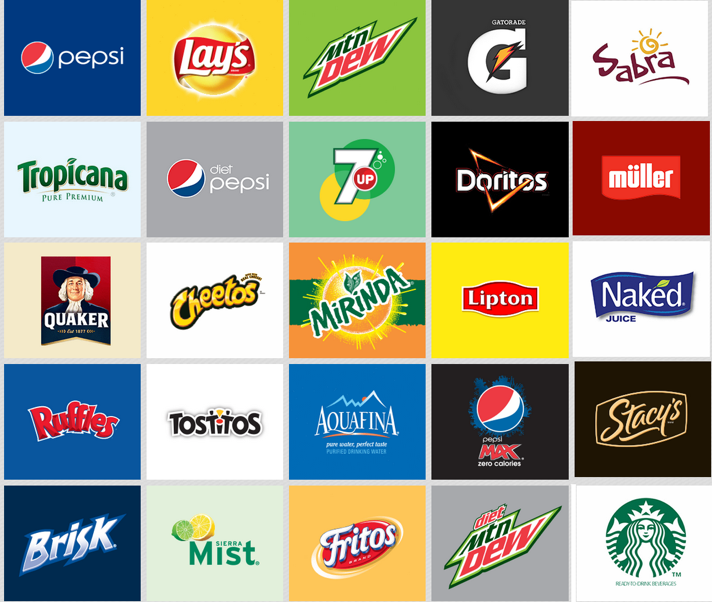 pepsi
Lay's
Mtn
Dew
GATORADE
G
Sabra
Tropicana
PURE PREMIUM
diet
pepsi
7
UP
Doritos
müller
QUAKER
Est 1877
Cheetos
MiRiNDA
Lipton
Naked
JUICE
Ruffles
TOSTiTOS
AQUAFINA
pure water, perfect taste
PURIFIED DRINKING WATER
pepsi
MAX
zero calories
Stacy's
Brisk
SIERRA
Mist
Fritos
BRAND
diet
Mtn
Dew
TM
READY-TO-DRINK BEVERAGES